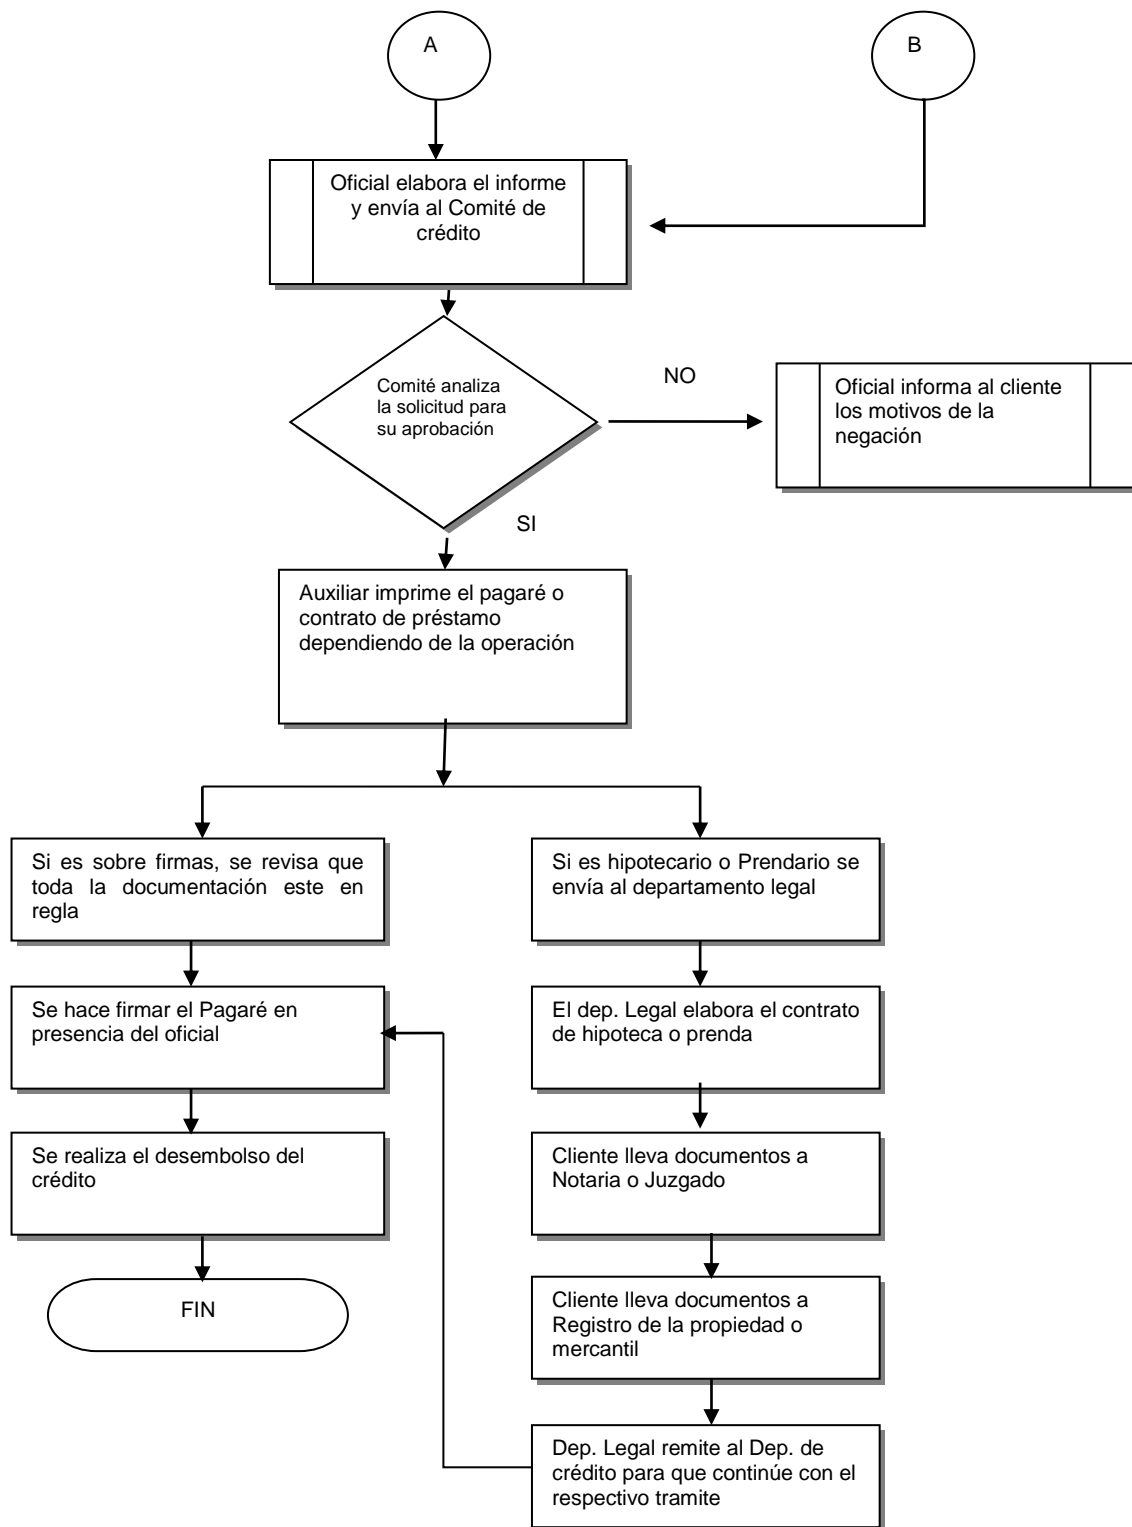 A
B
Oficial elabora el informe
y envía al Comité de
crédito
Comité analiza
la solicitud para
su aprobación
NO
Oficial informa al cliente
los motivos de la
negación
SI
Auxiliar imprime el pagaré o
contrato de préstamo
dependiendo de la operación
Si es sobre firmas, se revisa que
toda la documentación este en
regla
Si es hipotecario o Prendario se
envía al departamento legal
Se hace firmar el Pagaré en
presencia del oficial
El dep. Legal elabora el contrato
de hipoteca o prenda
Se realiza el desembolso del
crédito
Cliente lleva documentos a
Notaria o Juzgado
FIN
Cliente lleva documentos a
Registro de la propiedad o
mercantil
Dep. Legal remite al Dep. de
crédito para que continúe con el
respectivo tramite